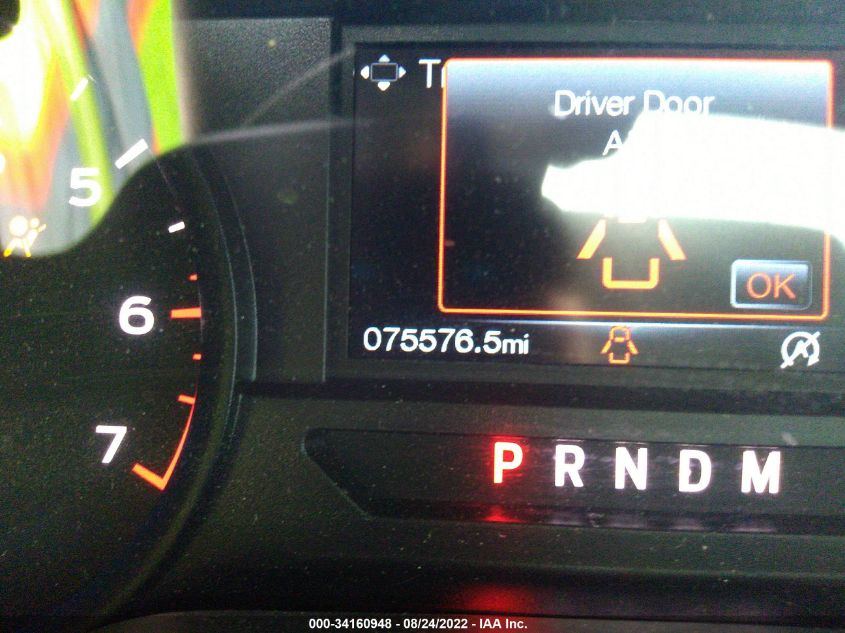 Driver Door
5
OK
6
075576.5mi
7
P R N D M
000-34160948 - 08/24/2022 - IAA Inc.